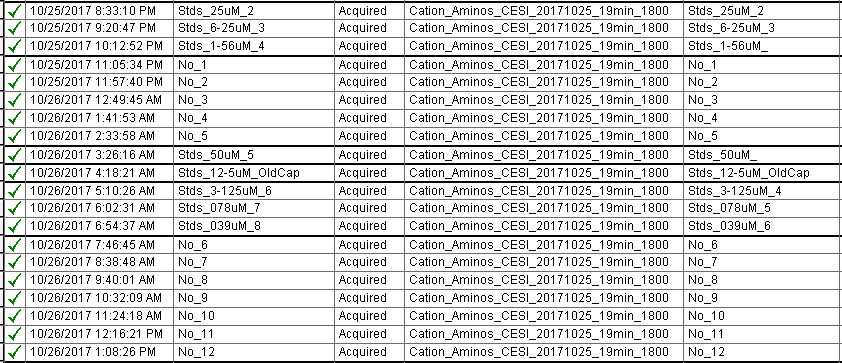 10/25/2017 8:33:10 PM Stds_25uM_2 Acquired Cation_Aminos_CESI_20171025_19min_1800 Stds_25uM_2
10/25/2017 9:20:47 PM Stds_6-25uM_3 Acquired Cation_Aminos_CESI_20171025_19min_1800 Stds_6-25uM_3
10/25/2017 10:12:52 PM Stds_1-56uM_4 Acquired Cation_Aminos_CESI_20171025_19min_1800 Stds_1-56uM_
10/25/2017 11:05:34 PM No_1 Acquired Cation_Aminos_CESI_20171025_19min_1800 No_1
10/25/2017 11:57:40 PM No_2 Acquired Cation_Aminos_CESI_20171025_19min_1800 No_2
10/26/2017 12:49:45 AM No_3 Acquired Cation_Aminos_CESI_20171025_19min_1800 No_3
10/26/2017 1:41:53 AM No_4 Acquired Cation_Aminos_CESI_20171025_19min_1800 No_4
10/26/2017 2:33:58 AM No_5 Acquired Cation_Aminos_CESI_20171025_19min_1800 No_5
10/26/2017 3:26:16 AM Stds_50uM_5 Acquired Cation_Aminos_CESI_20171025_19min_1800 Stds_50uM_
10/26/2017 4:18:21 AM Stds_12-5uM_OldCap Acquired Cation_Aminos_CESI_20171025_19min_1800 Stds_12-5uM_OldCap
10/26/2017 5:10:26 AM Stds_3-125uM_6 Acquired Cation_Aminos_CESI_20171025_19min_1800 Stds_3-125uM_4
10/26/2017 6:02:31 AM Stds_078uM_7 Acquired Cation_Aminos_CESI_20171025_19min_1800 Stds_078uM_5
10/26/2017 6:54:37 AM Stds_039uM_8 Acquired Cation_Aminos_CESI_20171025_19min_1800 Stds_039uM_6
10/26/2017 7:46:45 AM No_6 Acquired Cation_Aminos_CESI_20171025_19min_1800 No_6
10/26/2017 8:38:48 AM No_7 Acquired Cation_Aminos_CESI_20171025_19min_1800 No_7
10/26/2017 9:40:01 AM No_8 Acquired Cation_Aminos_CESI_20171025_19min_1800 No_8
10/26/2017 10:32:09 AM No_9 Acquired Cation_Aminos_CESI_20171025_19min_1800 No_9
10/26/2017 11:24:18 AM No_10 Acquired Cation_Aminos_CESI_20171025_19min_1800 No_10
10/26/2017 12:16:21 PM No_11 Acquired Cation_Aminos_CESI_20171025_19min_1800 No_11
10/26/2017 1:08:26 PM No_12 Acquired Cation_Aminos_CESI_20171025_19min_1800 No_12